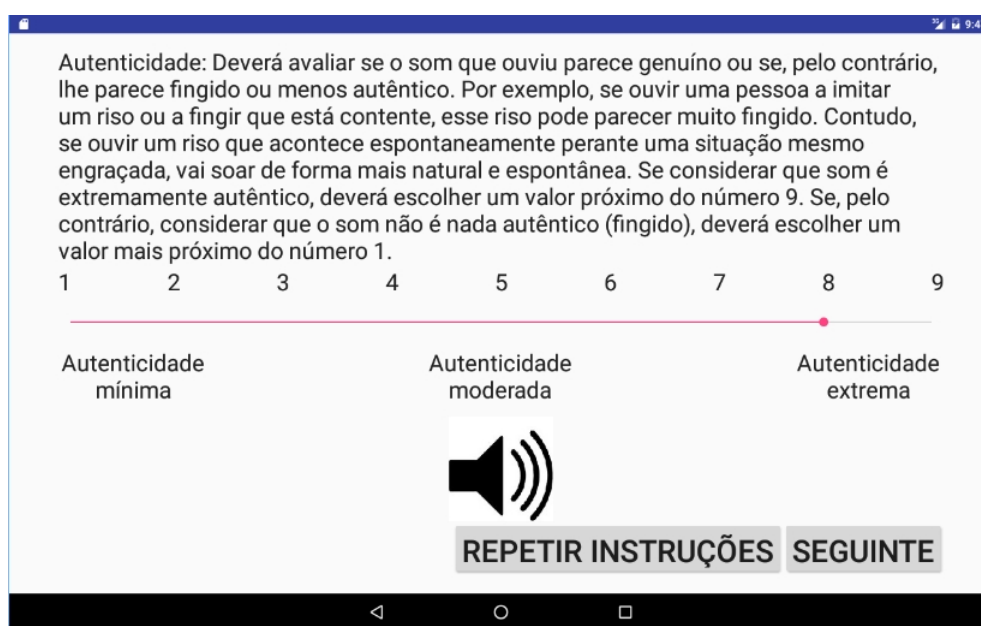 9:4
Autenticidade: Deverá avaliar se o som que ouviu parece genuíno ou se, pelo contrário,
lhe parece fingido ou menos autêntico. Por exemplo, se ouvir uma pessoa a imitar
um riso ou a fingir que está contente, esse riso pode parecer muito fingido. Contudo,
se ouvir um riso que acontece espontaneamente perante uma situação mesmo
engraçada, vai soar de forma mais natural e espontânea. Se considerar que som é
extremamente autêntico, deverá escolher um valor próximo do número 9. Se, pelo
contrário, considerar que o som não é nada autêntico (fingido), deverá escolher um
valor mais próximo do número 1.
1 2 3 4 5 6 7 8 9
Autenticidade Autenticidade Autenticidade
mínima moderada extrema
REPETIR INSTRUÇÕES SEGUINTE